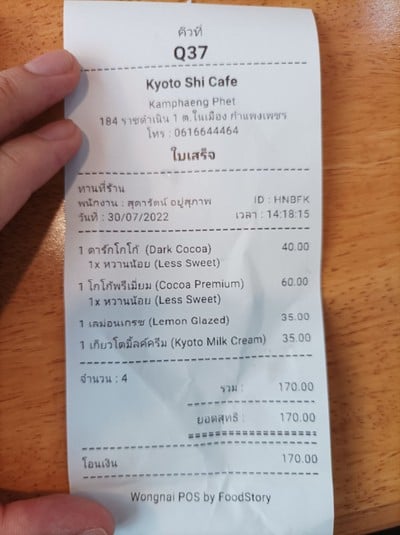 คิวที่
Q37
Kyoto Shi Cafe
Kamphaeng Phet
184 ราชดำเนิน 1 ต.ในเมือง กำแพงเพชร
โทร : 0616644464
ใบเสร็จ
ทานที่ร้าน
พนักงาน : สุดารัตน์ อยู่สุภาพ ID : HNBFK
วันที่ : 30/07/2022 เวลา : 14:18:15
1 ดาร์กโกโก้ (Dark Cocoa) 40.00
1x หวานน้อย (Less Sweet)
1 โกโก้พรีเมี่ยม (Cocoa Premium) 60.00
1x หวานน้อย (Less Sweet)
1 เลม่อนเกรซ (Lemon Glazed) 35.00
1 เกียวโตมิ้ลค์ครีม (Kyoto Milk Cream) 35.00
จำนวน : 4
รวม : 170.00
ยอดสุทธิ : 170.00
โอนเงิน 170.00
Wongnai POS by FoodStory